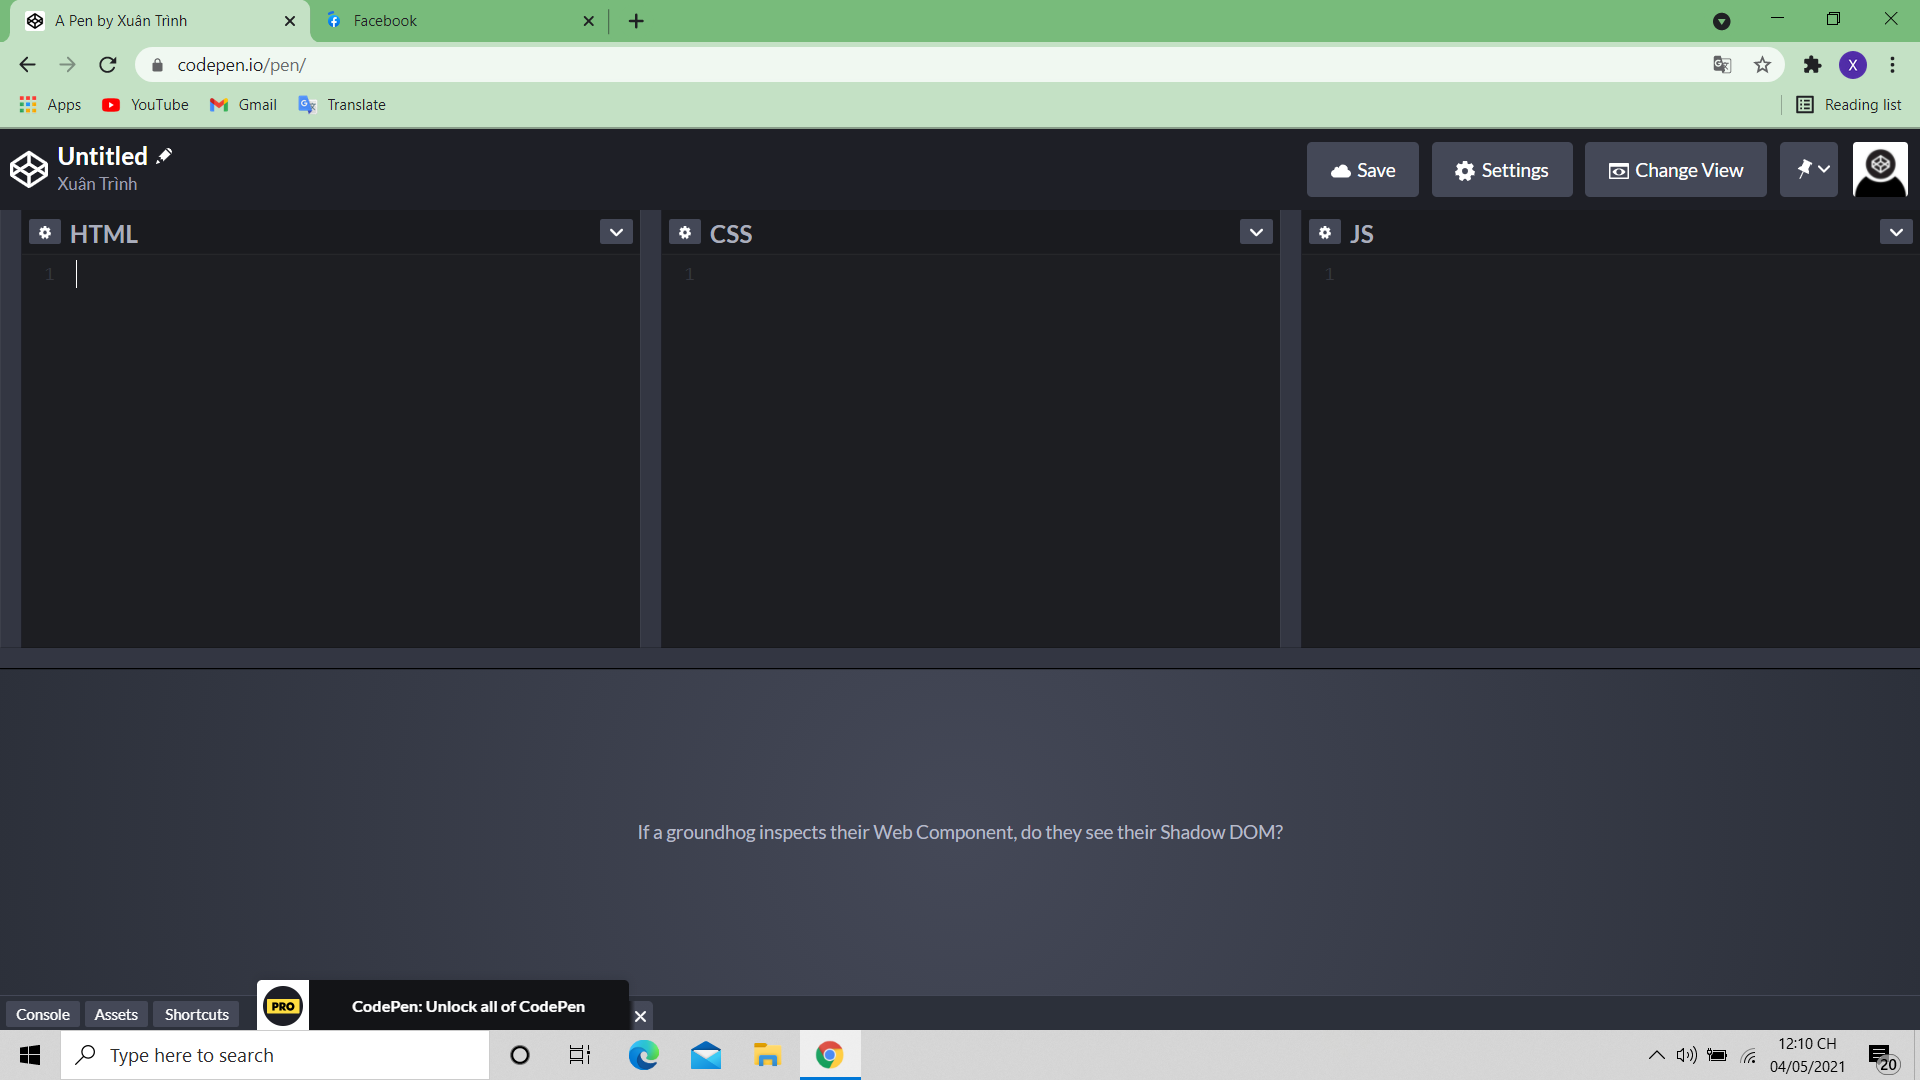 A Pen by Xuân Trình
Facebook
codepen.io/pen/
X
Apps
YouTube
Gmail
Translate
Reading list
Untitled
Xuân Trình
Save
Settings
Change View
HTML
CSS
JS
1
1
1
If a groundhog inspects their Web Component, do they see their Shadow DOM?
Console
Assets
Shortcuts
PRO
CodePen: Unlock all of CodePen
Type here to search
12:10 CH
04/05/2021
20